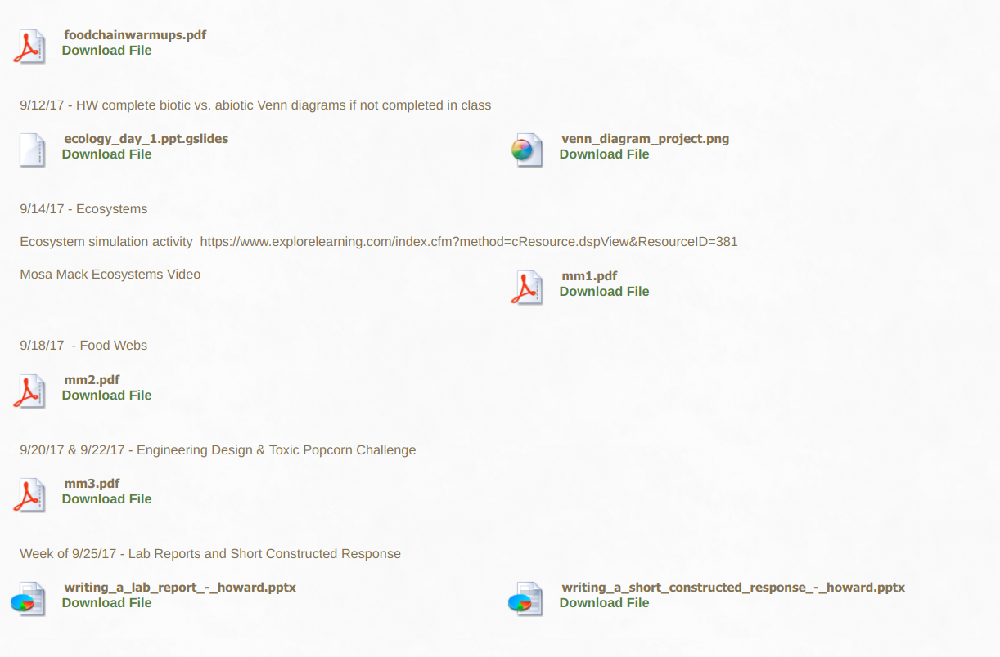 foodchainwarmups.pdf
Download File
9/12/17 - HW complete biotic vs. abiotic Venn diagrams if not completed in class
ecology_day_1.ppt.gslides
Download File
venn_diagram_project.png
Download File
9/14/17 - Ecosystems
Ecosystem simulation activity  https://www.explorelearning.com/index.cfm?method=cResource.dspView&ResourceID=381
Mosa Mack Ecosystems Video
mm1.pdf
Download File
9/18/17  - Food Webs
mm2.pdf
Download File
9/20/17 & 9/22/17 - Engineering Design & Toxic Popcorn Challenge
mm3.pdf
Download File
Week of 9/25/17 - Lab Reports and Short Constructed Response
writing_a_lab_report_-_howard.pptx
Download File
writing_a_short_constructed_response_-_howard.pptx
Download File